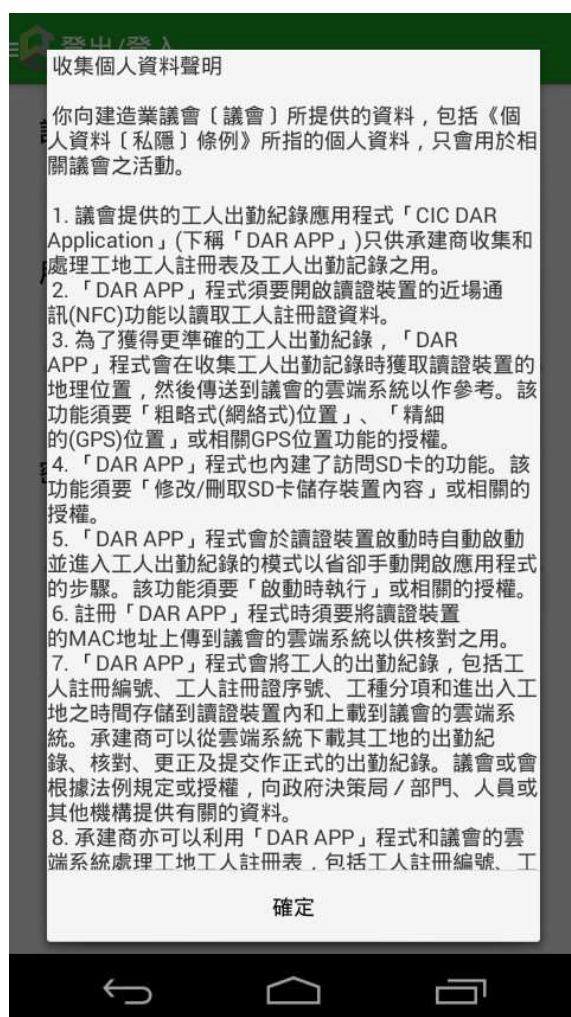 登出/登入
收集個人資料聲明
你向建造業議會〔議會〕所提供的資料，包括《個
人資料〔私隱〕條例》所指的個人資料，只會用於相
關議會之活動。
1. 議會提供的工人出勤紀錄應用程式「CIC DAR
Application」(下稱「DAR APP」)只供承建商收集和
處理工地工人註冊表及工人出勤記錄之用。
2.「DAR APP」程式須要開啟讀證裝置的近場通
訊(NFC)功能以讀取工人註冊證資料。
3. 為了獲得更準確的工人出勤紀錄，「DAR
APP」程式會在收集工人出勤記錄時獲取讀證裝置的
地理位置，然後傳送到議會的雲端系統以作參考。該
功能須要「粗略式(網絡式)位置」、「精細
的(GPS)位置」或相關GPS位置功能的授權。
4.「DAR APP」程式也內建了訪問SD卡的功能。該
功能須要「修改/刪取SD卡儲存裝置內容」或相關的
授權。
5.「DAR APP」程式會於讀證裝置啟動時自動啟動
並進入工人出勤紀錄的模式以省卻手動開啟應用程式
的步驟。該功能須要「啟動時執行」或相關的授權。
6. 註冊「DAR APP」程式時須要將讀證裝置
的MAC地址上傳到議會的雲端系統以供核對之用。
7.「DAR APP」程式會將工人的出勤紀錄，包括工
人註冊編號、工人註冊證序號、工種分項和進出入工
地之時間存儲到讀證裝置內和上載到議會的雲端系
統。承建商可以從雲端系統下載其工地的出勤紀
錄、核對、更正及提交作正式的出勤紀錄。議會或會
根據法例規定或授權，向政府決策局／部門、人員或
其他機構提供有關的資料。
8. 承建商亦可以利用「DAR APP」程式和議會的雲
端系統處理工地工人註冊表，包括工人註冊編號、工
確定